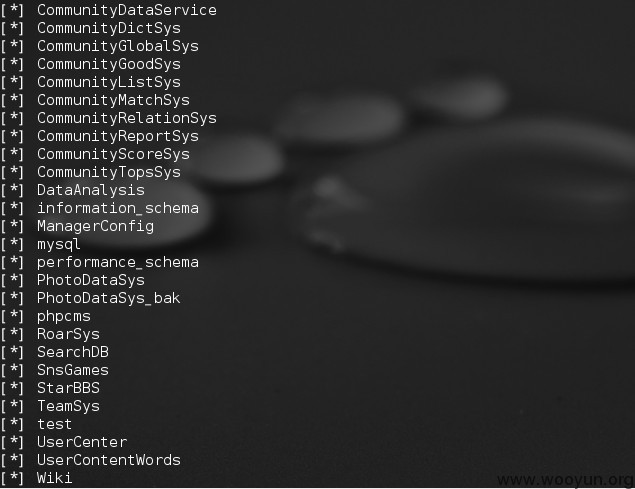 [*] CommunityDataService
[*] CommunityDictSys
[*] CommunityGlobalSys
[*] CommunityGoodSys
[*] CommunityListSys
[*] CommunityMatchSys
[*] CommunityRelationSys
[*] CommunityReportSys
[*] CommunityScoreSys
[*] CommunityTopsSys
[*] DataAnalysis
[*] information_schema
[*] ManagerConfig
[*] mysql
[*] performance_schema
[*] PhotoDataSys
[*] PhotoDataSys_bak
[*] phpcms
[*] RoarSys
[*] SearchDB
[*] SnsGames
[*] StarBBS
[*] TeamSys
[*] test
[*] UserCenter
[*] UserContentWords
[*] Wiki
www.wooyun.org